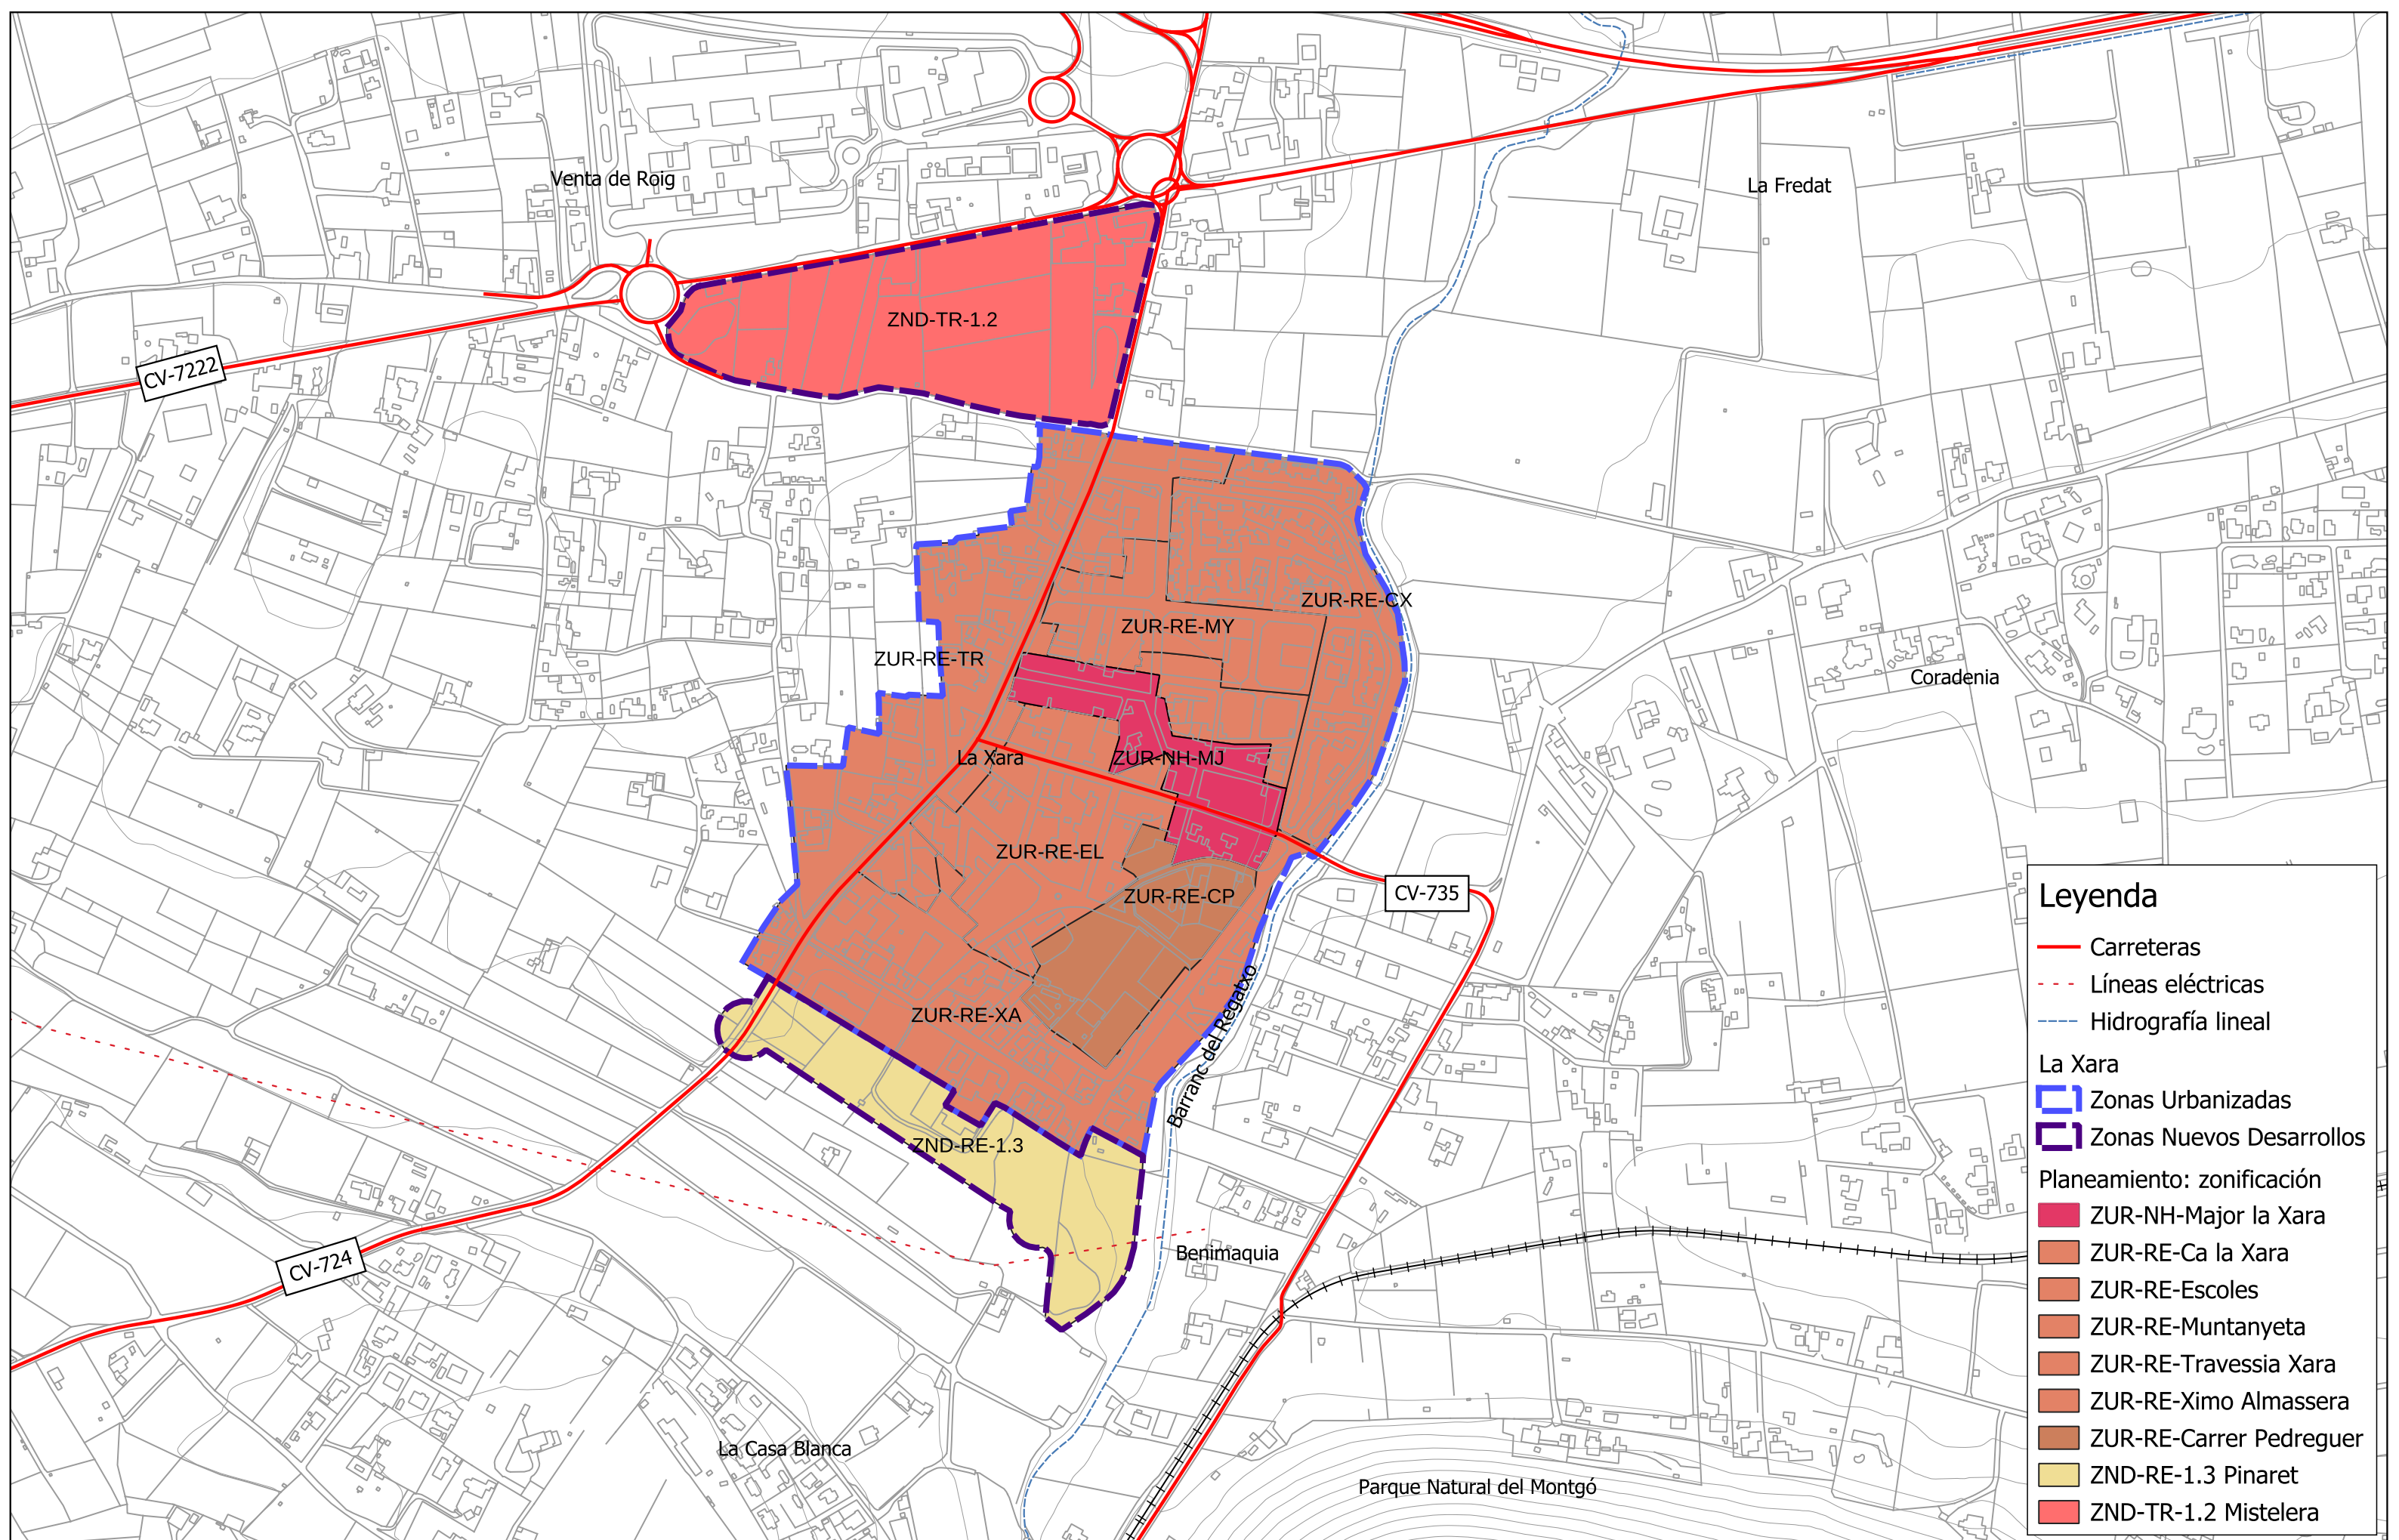 Venta de Roig
La Fredat
ZND-TR-1.2
CV-7222
ZUR-RE-CX
ZUR-RE-MY
ZUR-RE-TR
Coradenia
La Xara
ZUR-NH-MJ
ZUR-RE-EL
ZUR-RE-CP
CV-735
ZUR-RE-XA
Barranc del Regatxo
ZND-RE-1.3
Benimaquia
CV-724
La Casa Blanca
Parque Natural del Montgó
Leyenda
Carreteras
Líneas eléctricas
Hidrografía lineal
La Xara
Zonas Urbanizadas
Zonas Nuevos Desarrollos
Planeamiento: zonificación
ZUR-NH-Major la Xara
ZUR-RE-Ca la Xara
ZUR-RE-Escoles
ZUR-RE-Muntanyeta
ZUR-RE-Travessia Xara
ZUR-RE-Ximo Almassera
ZUR-RE-Carrer Pedreguer
ZND-RE-1.3 Pinaret
ZND-TR-1.2 Mistelera